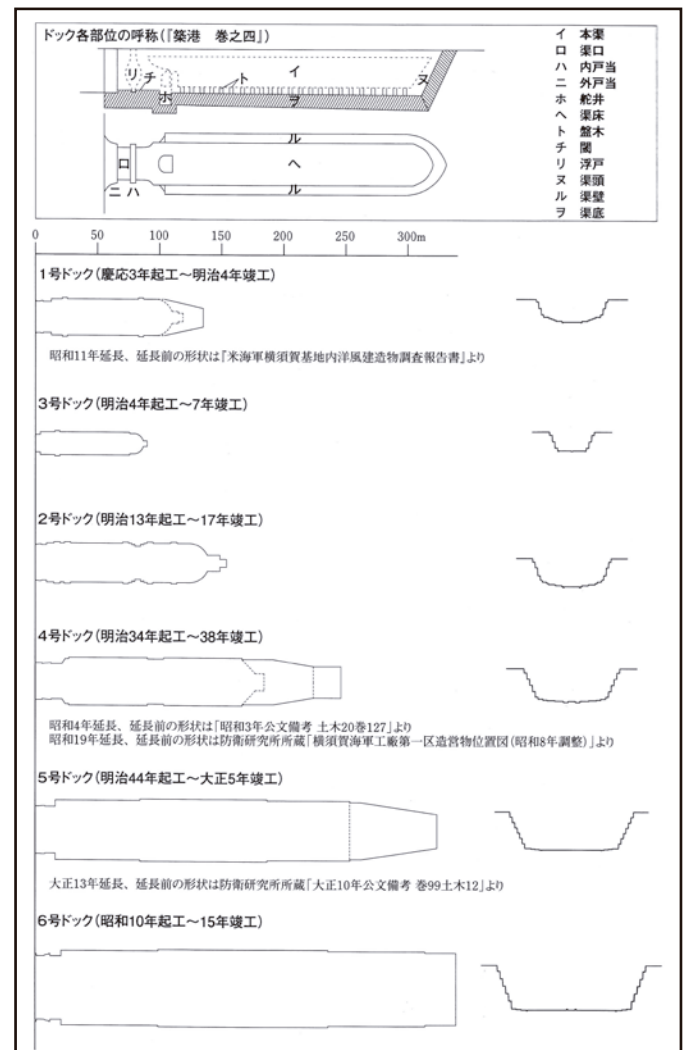 ドック各部位の呼称(『築港　巻之四』)
イ　本渠
ロ　渠口
ハ　内戸当
ニ　外戸当
ホ　舵井
ヘ　渠床
ト　盤木
チ　閾
リ　浮戸
ヌ　渠頭
ル　渠壁
ヲ　渠底
リ
チ
ホ
ト
イ
ヲ
ヌ
ル
ロ
ヘ
ニ
ハ
ル
0　50　100　150　200　250　300m
1号ドック(慶応3年起工～明治4年竣工)
昭和11年延長、延長前の形状は『米海軍横須賀基地内洋風建造物調査報告書』より
3号ドック(明治4年起工～7年竣工)
2号ドック(明治13年起工～17年竣工)
4号ドック(明治34年起工～38年竣工)
昭和4年延長、延長前の形状は「昭和3年公文備考 土木20巻127」より
昭和19年延長、延長前の形状は防衛研究所所蔵「横須賀海軍工廠第一区造営物位置図(昭和8年調整)」より
5号ドック(明治44年起工～大正5年竣工)
大正13年延長、延長前の形状は防衛研究所所蔵「大正10年公文備考 巻99土木12」より
6号ドック(昭和10年起工～15年竣工)